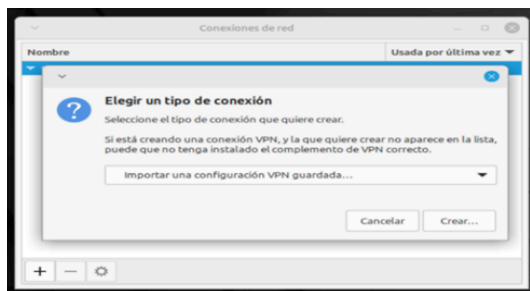 Conexiones de red
Nombre
Usada por última vez
Elegir un tipo de conexión
Seleccione el tipo de conexión que quiere crear.
Si está creando una conexión VPN, y la que quiere crear no aparece en la lista,
puede que no tenga instalado el complemento de VPN correcto.
Importar una configuración VPN guardada...
Cancelar
Crear...